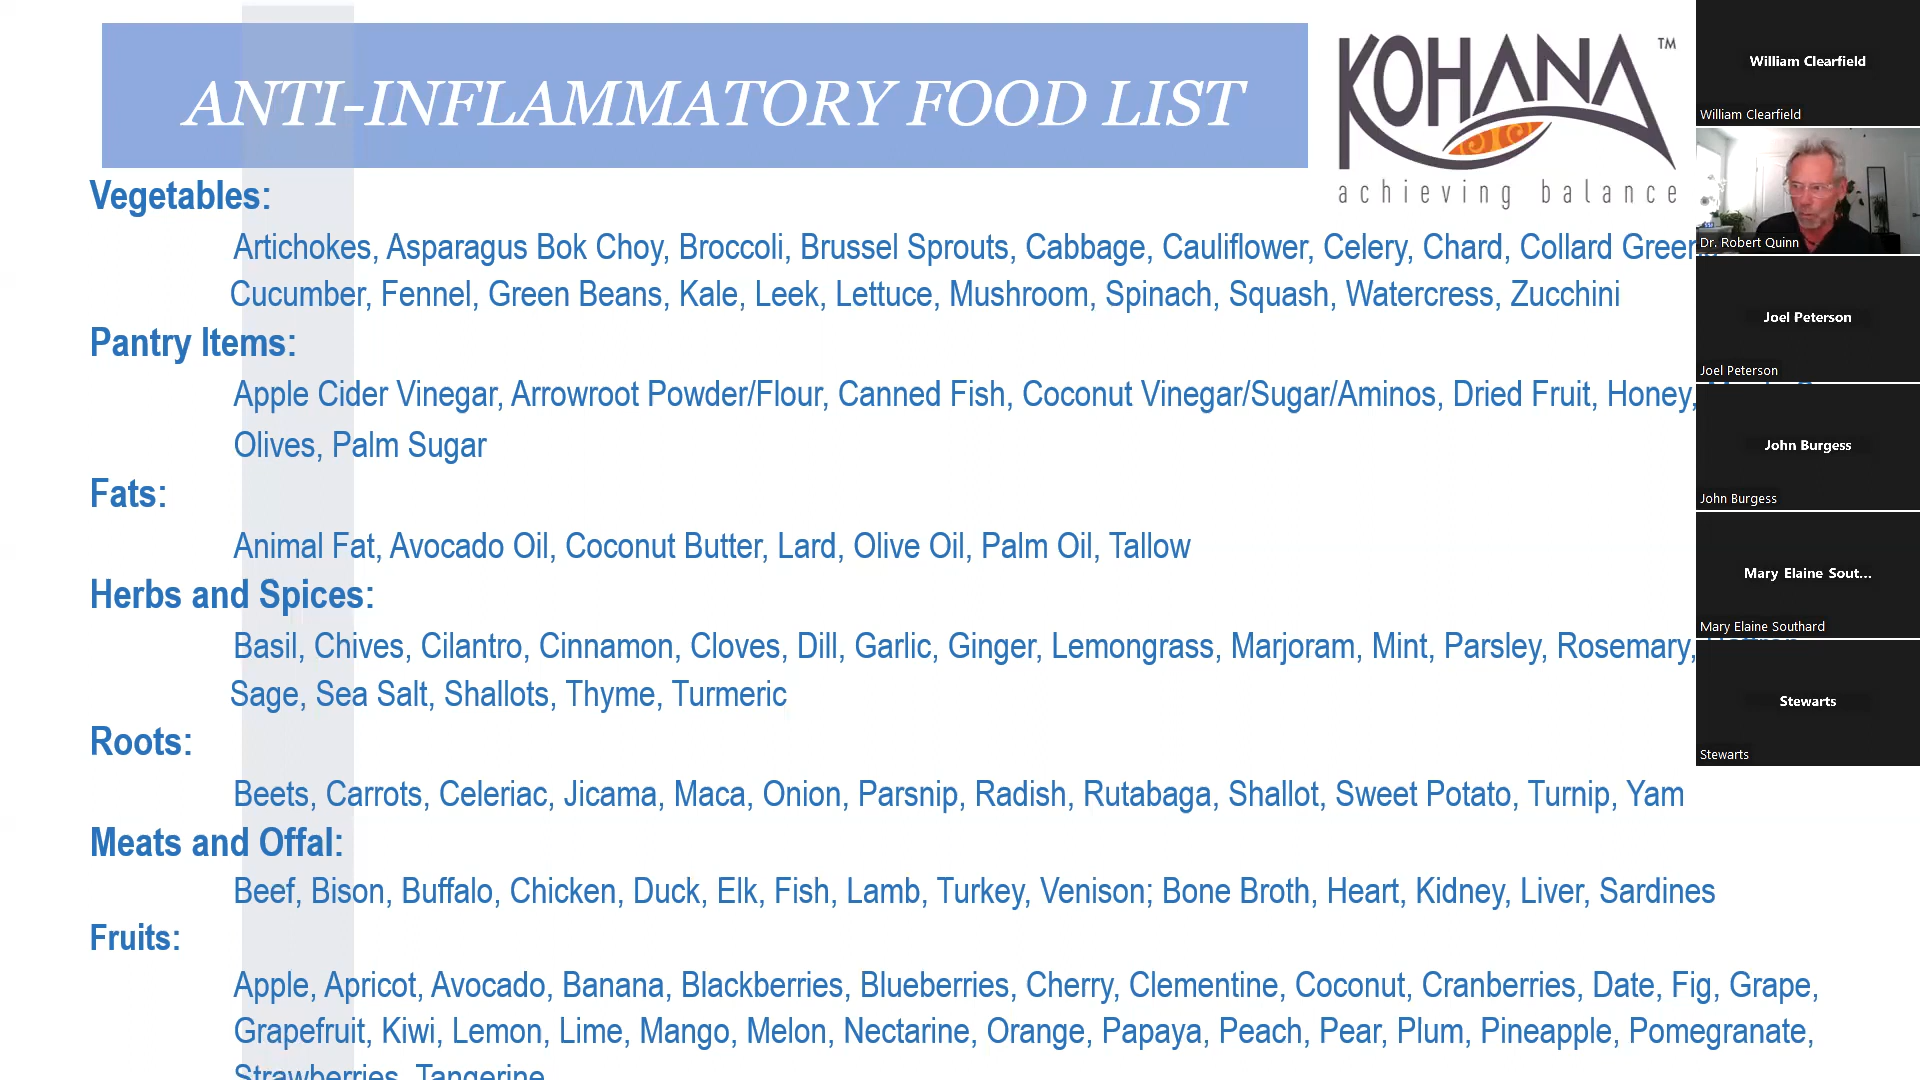 ANTI-INFLAMMATORY FOOD LIST
KOHANA TM
achieving balance
Vegetables:
Artichokes, Asparagus Bok Choy, Broccoli, Brussel Sprouts, Cabbage, Cauliflower, Celery, Chard, Collard
Cucumber, Fennel, Green Beans, Kale, Leek, Lettuce, Mushroom, Spinach, Squash, Watercress, Zucchini
Pantry Items:
Apple Cider Vinegar, Arrowroot Powder/Flour, Canned Fish, Coconut Vinegar/Sugar/Aminos, Dried Fruit, Honey,
Olives, Palm Sugar
Fats:
Animal Fat, Avocado Oil, Coconut Butter, Lard, Olive Oil, Palm Oil, Tallow
Herbs and Spices:
Basil, Chives, Cilantro, Cinnamon, Cloves, Dill, Garlic, Ginger, Lemongrass, Marjoram, Mint, Parsley, Rosemary,
Sage, Sea Salt, Shallots, Thyme, Turmeric
Roots:
Beets, Carrots, Celeriac, Jicama, Maca, Onion, Parsnip, Radish, Rutabaga, Shallot, Sweet Potato, Turnip, Yam
Meats and Offal:
Beef, Bison, Buffalo, Chicken, Duck, Elk, Fish, Lamb, Turkey, Venison; Bone Broth, Heart, Kidney, Liver, Sardines
Fruits:
Apple, Apricot, Avocado, Banana, Blackberries, Blueberries, Cherry, Clementine, Coconut, Cranberries, Date, Fig, Grape,
Grapefruit, Kiwi, Lemon, Lime, Mango, Melon, Nectarine, Orange, Papaya, Peach, Pear, Plum, Pineapple, Pomegranate,
Strawberries, Tangerine
William Clearfield
William Clearfield
Dr. Robert Quinn
Joel Peterson
Joel Peterson
John Burgess
John Burgess
Mary Elaine Sout...
Mary Elaine Southard
Stewarts
Stewarts